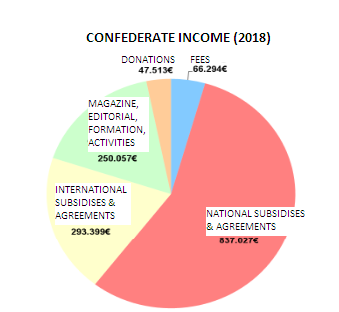 CONFEDERATE INCOME (2018)
DONATIONS
47.513€
FEES
66.294€
MAGAZINE,
EDITORIAL,
FORMATION,
ACTIVITIES
250.057€
INTERNATIONAL
SUBSIDISES &
AGREEMENTS
293.399€
NATIONAL SUBSIDISES
& AGREEMENTS
837.027€